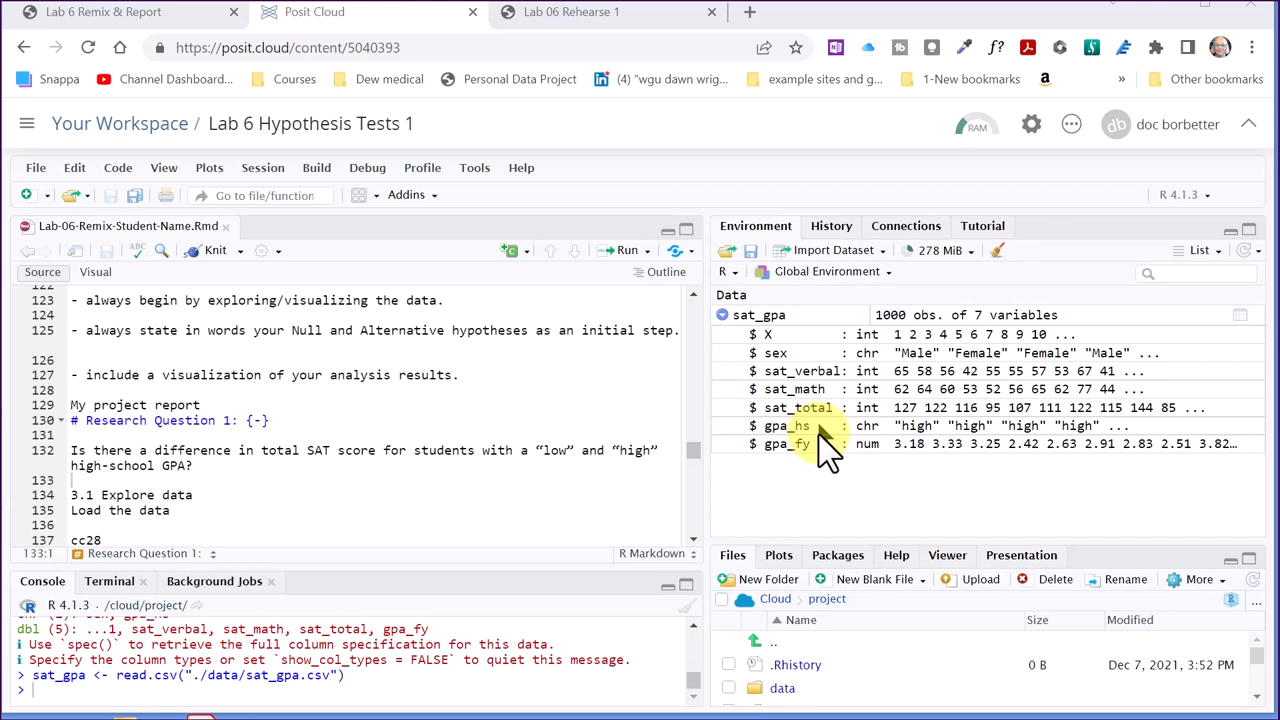 Lab 6 Remix & Report
Posit Cloud
Lab 06 Rehearse 1
https://posit.cloud/content/5040393
f?
Snappa
Channel Dashboard...
Courses
Dew medical
Personal Data Project
(4) "wgu dawn wrig...
example sites and g...
1-New bookmarks
»
Other bookmarks
Your Workspace / Lab 6 Hypothesis Tests 1
RAM
db
doc borbetter
File Edit Code View Plots Session Build Debug Profile Tools Help
Go to file/function
Addins
R 4.1.3
Lab-06-Remix-Student-Name.Rmd
ABC
Knit
Run
Source
Visual
Outline
122
123 - always begin by exploring/visualizing the data.
124
125 - always state in words your Null and Alternative hypotheses as an initial step.
126
127 - include a visualization of your analysis results.
128
129 My project report
130 # Research Question 1: {-}
131
132 Is there a difference in total SAT score for students with a “low” and “high”
high-school GPA?
133
134 3.1 Explore data
135 Load the data
136
137 cc28
133:1
Research Question 1:
R Markdown
Console
Terminal
Background Jobs
R 4.1.3 · /cloud/project/
dbl (5): ...1, sat_verbal, sat_math, sat_total, gpa_fy
i Use `spec()` to retrieve the full column specification for this data.
i Specify the column types or set `show_col_types = FALSE` to quiet this message.
> sat_gpa <- read.csv("./data/sat_gpa.csv")
>
Environment
History
Connections
Tutorial
Import Dataset
278 MiB
List
R
Global Environment
Data
sat_gpa 1000 obs. of 7 variables
$ X : int 1 2 3 4 5 6 7 8 9 10 ...
$ sex : chr "Male" "Female" "Female" "Male" ...
$ sat_verbal: int 65 58 56 42 55 55 57 53 67 41 ...
$ sat_math : int 62 64 60 53 52 56 65 62 77 44 ...
$ sat_total : int 127 122 116 95 107 111 122 115 144 85 ...
$ gpa_hs : chr "high" "high" "high" "high" ...
$ gpa_fy : num 3.18 3.33 3.25 2.42 2.63 2.91 2.83 2.51 3.82...
Files
Plots
Packages
Help
Viewer
Presentation
New Folder
New Blank File
Upload
Delete
Rename
More
Cloud
project
...
Name
Size
Modified
..
.Rhistory
0 B
Dec 7, 2021, 3:52 PM
data